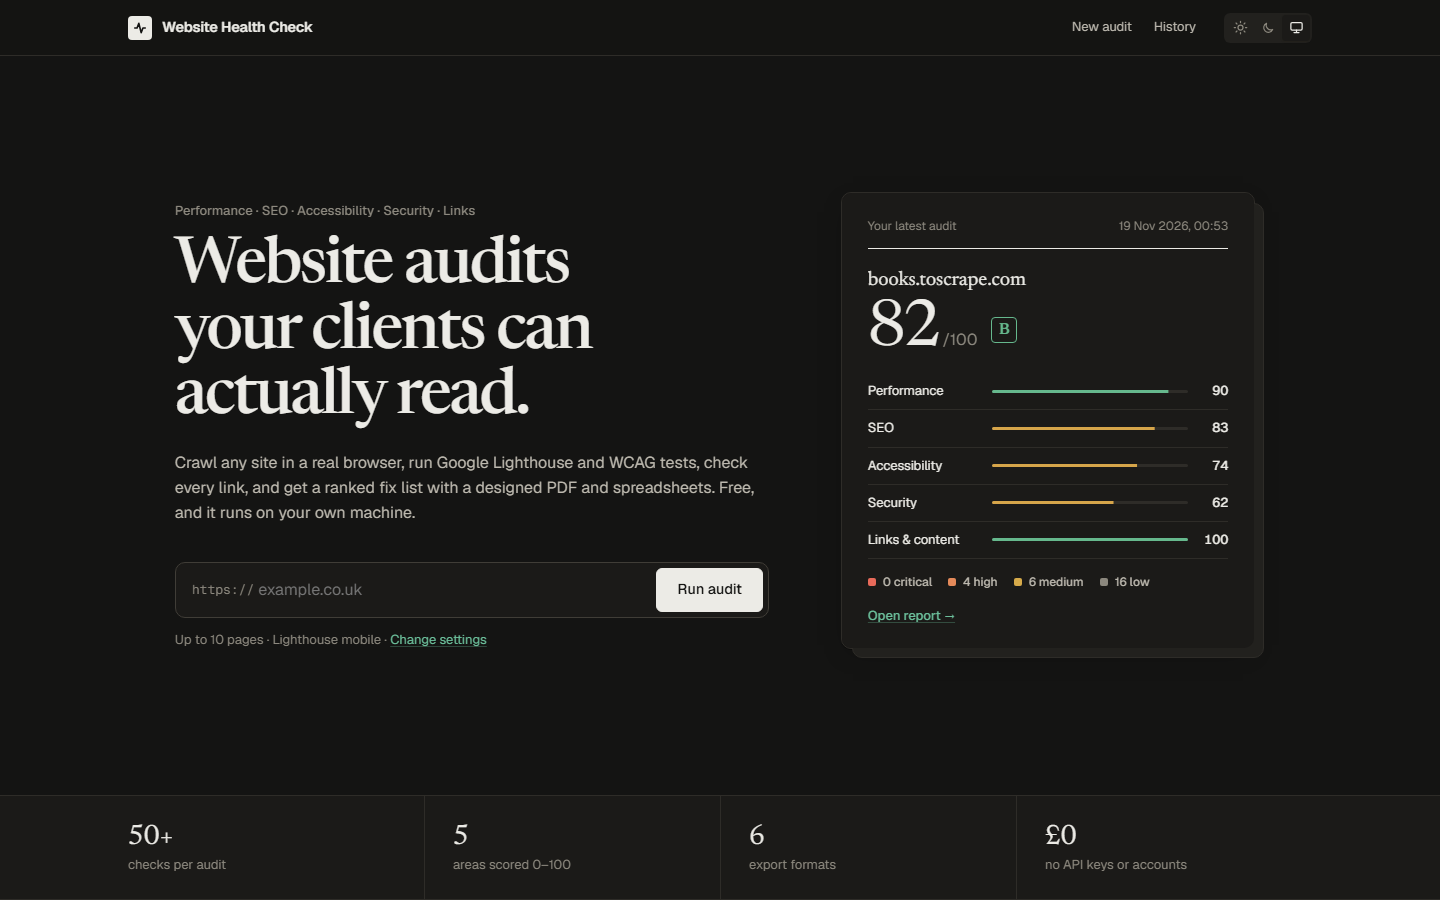 Website Health Check
New audit
History
Performance · SEO · Accessibility · Security · Links
Website audits
your clients can
actually read.
Crawl any site in a real browser, run Google Lighthouse and WCAG tests, check
every link, and get a ranked fix list with a designed PDF and spreadsheets. Free,
and it runs on your own machine.
https:// example.co.uk
Run audit
Up to 10 pages · Lighthouse mobile · Change settings
Your latest audit
19 Nov 2026, 00:53
books.toscrape.com
82/100 B
Performance 90
SEO 83
Accessibility 74
Security 62
Links & content 100
0 critical 4 high 6 medium 16 low
Open report →
50+
checks per audit
5
areas scored 0–100
6
export formats
£0
no API keys or accounts